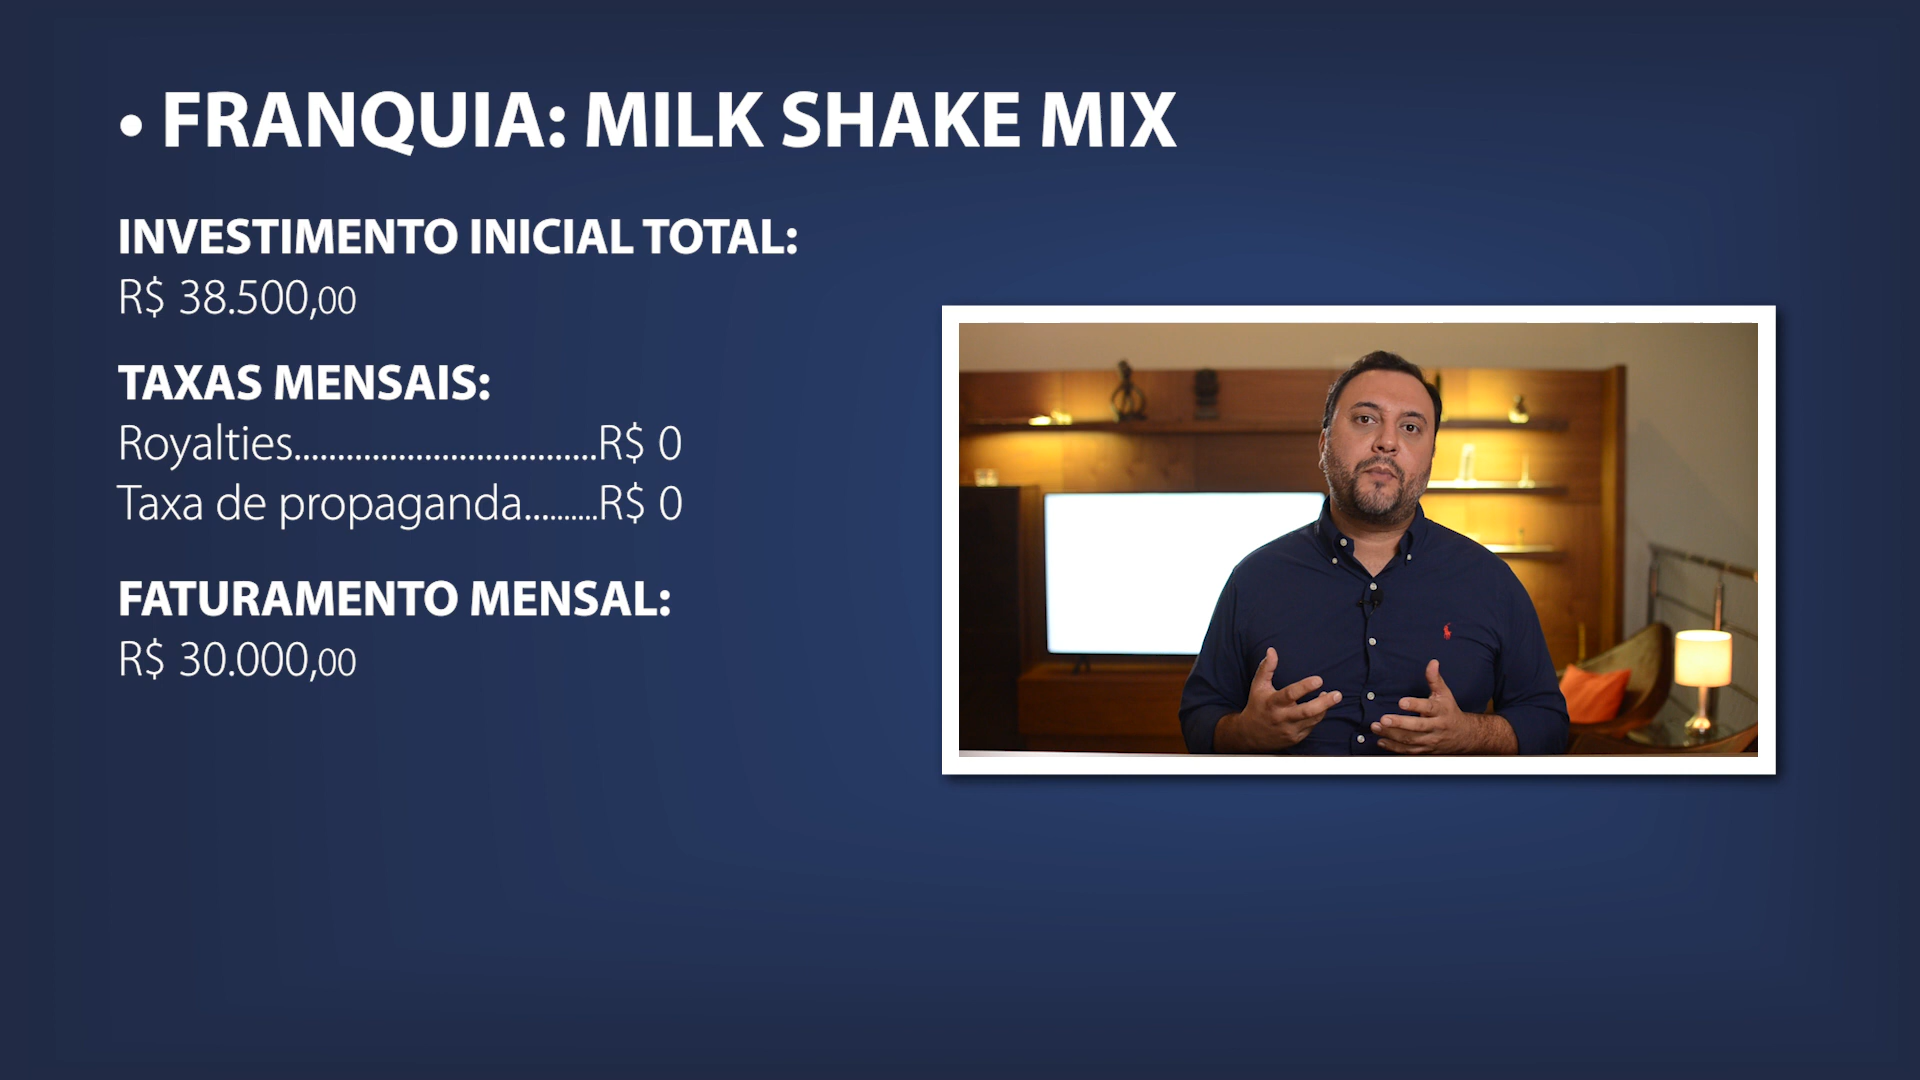 • FRANQUIA: MILK SHAKE MIX
INVESTIMENTO INICIAL TOTAL:
R$ 38.500,00
TAXAS MENSAIS:
Royalties...................................R$ 0
Taxa de propaganda..........R$ 0
FATURAMENTO MENSAL:
R$ 30.000,00